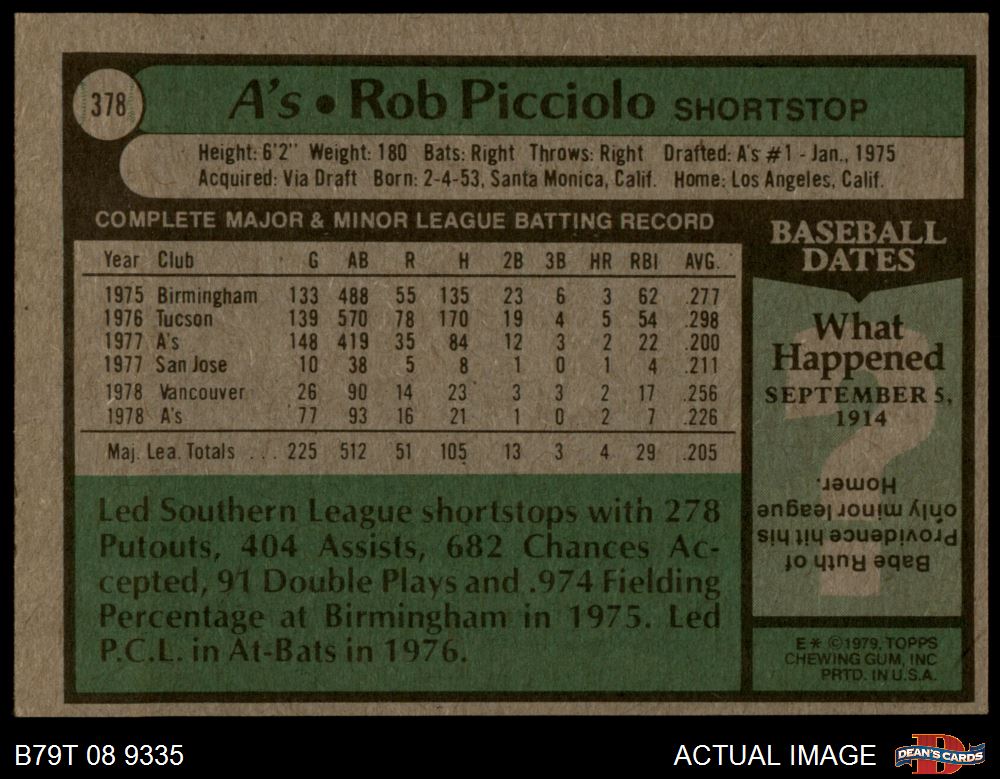 378
A's • Rob Picciolo SHORTSTOP
Height: 6'2" Weight: 180 Bats: Right Throws: Right Drafted: A's #1 - Jan., 1975
Acquired: Via Draft Born: 2-4-53, Santa Monica, Calif. Home: Los Angeles, Calif.
COMPLETE MAJOR & MINOR LEAGUE BATTING RECORD
Year Club G AB R H 2B 3B HR RBI AVG.
1975 Birmingham 133 488 55 135 23 6 3 62 .277
1976 Tucson 139 570 78 170 19 4 5 54 .298
1977 A's 148 419 35 84 12 3 2 22 .200
1977 San Jose 10 38 5 8 1 0 1 4 .211
1978 Vancouver 26 90 14 23 3 3 2 17 .256
1978 A's 77 93 16 21 1 0 2 7 .226
Maj. Lea. Totals ... 225 512 51 105 13 3 4 29 .205
Led Southern League shortstops with 278
Putouts, 404 Assists, 682 Chances Ac-
cepted, 91 Double Plays and .974 Fielding
Percentage at Birmingham in 1975. Led
P.C.L. in At-Bats in 1976.
BASEBALL
DATES
What
Happened
SEPTEMBER 5,
1914
?
Babe Ruth of
Providence hit his
only minor league
Homer.
E* ©1979, TOPPS
CHEWING GUM, INC
PRTD. IN U.S.A.
B79T 08 9335
ACTUAL IMAGE
DEAN'S CARDS